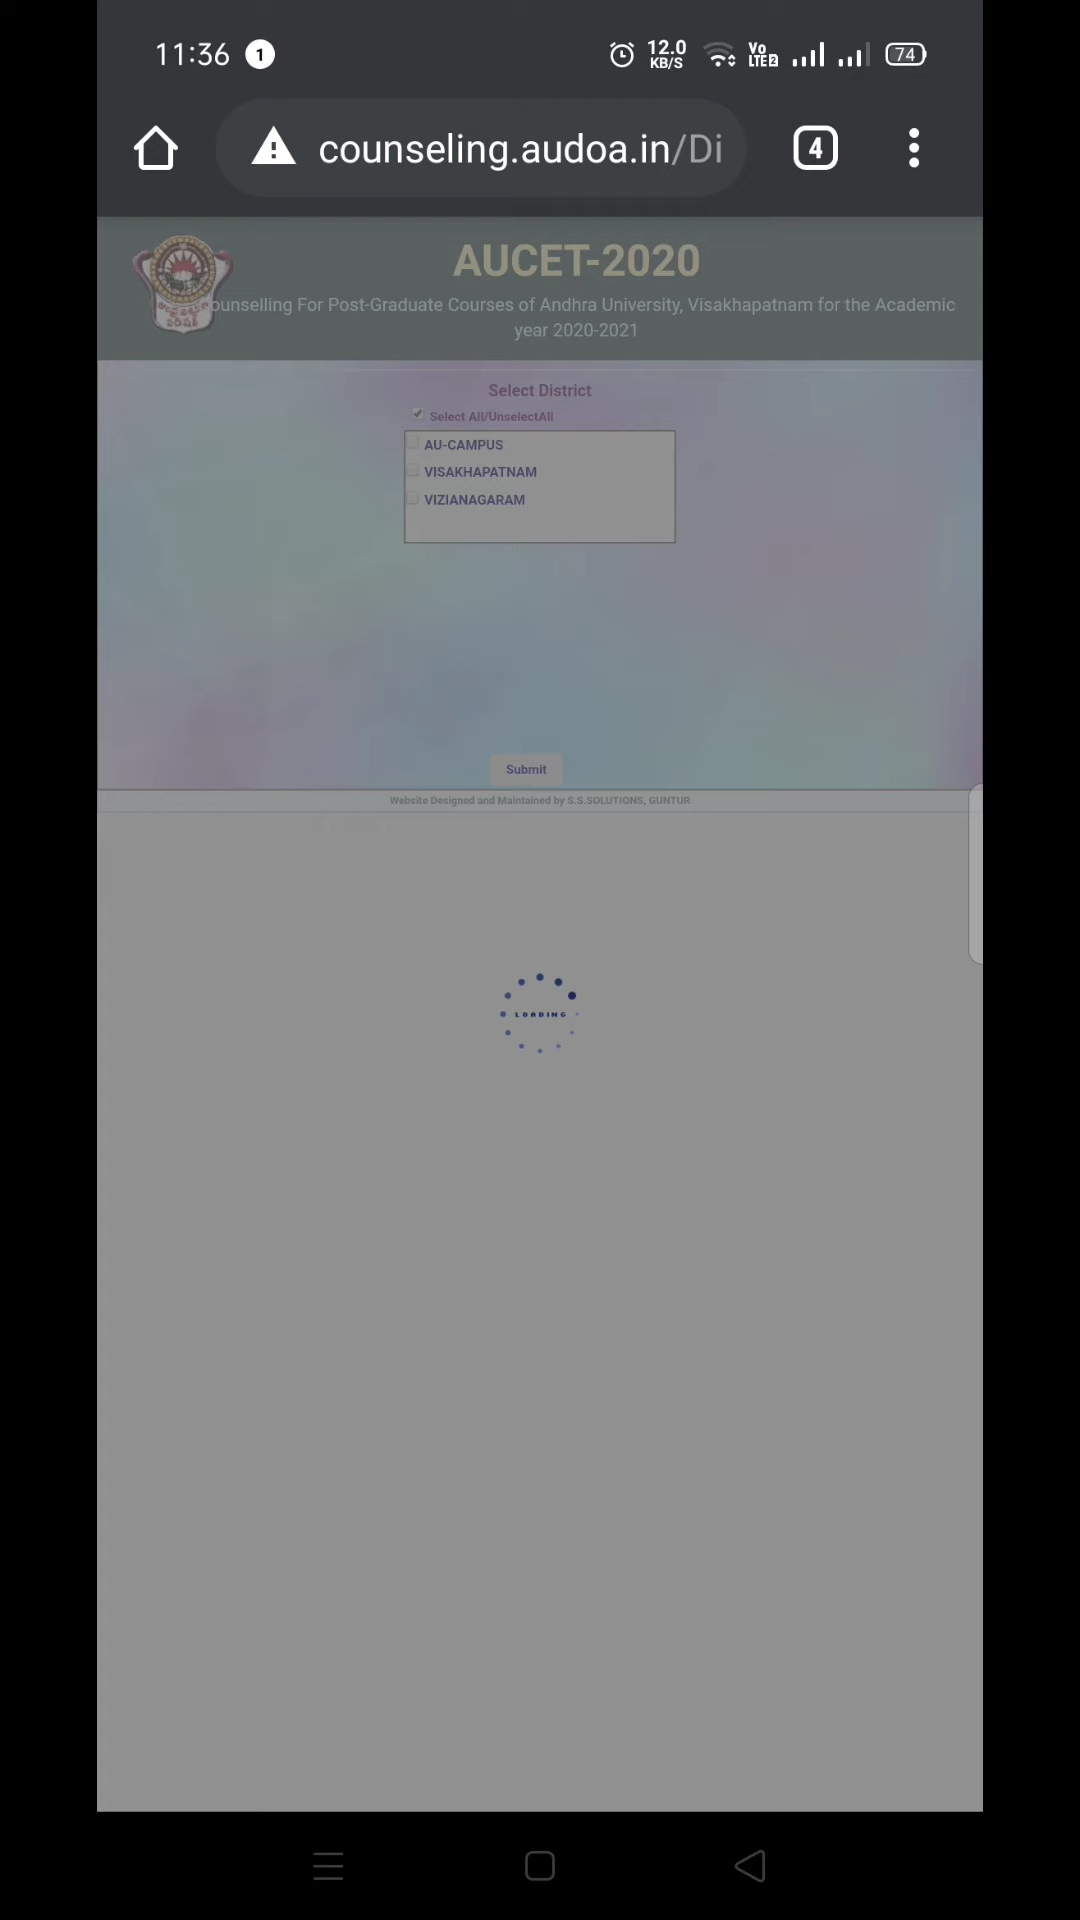 11:36 1 12.0 KB/S Vo LTE2 74
counseling.audoa.in/Di 4
AUCET-2020
ounselling For Post-Graduate Courses of Andhra University, Visakhapatnam for the Academic
year 2020-2021
Select District
Select All/UnselectAll
AU-CAMPUS
VISAKHAPATNAM
VIZIANAGARAM
Submit
Website Designed and Maintained by S.S.SOLUTIONS, GUNTUR
LOADING